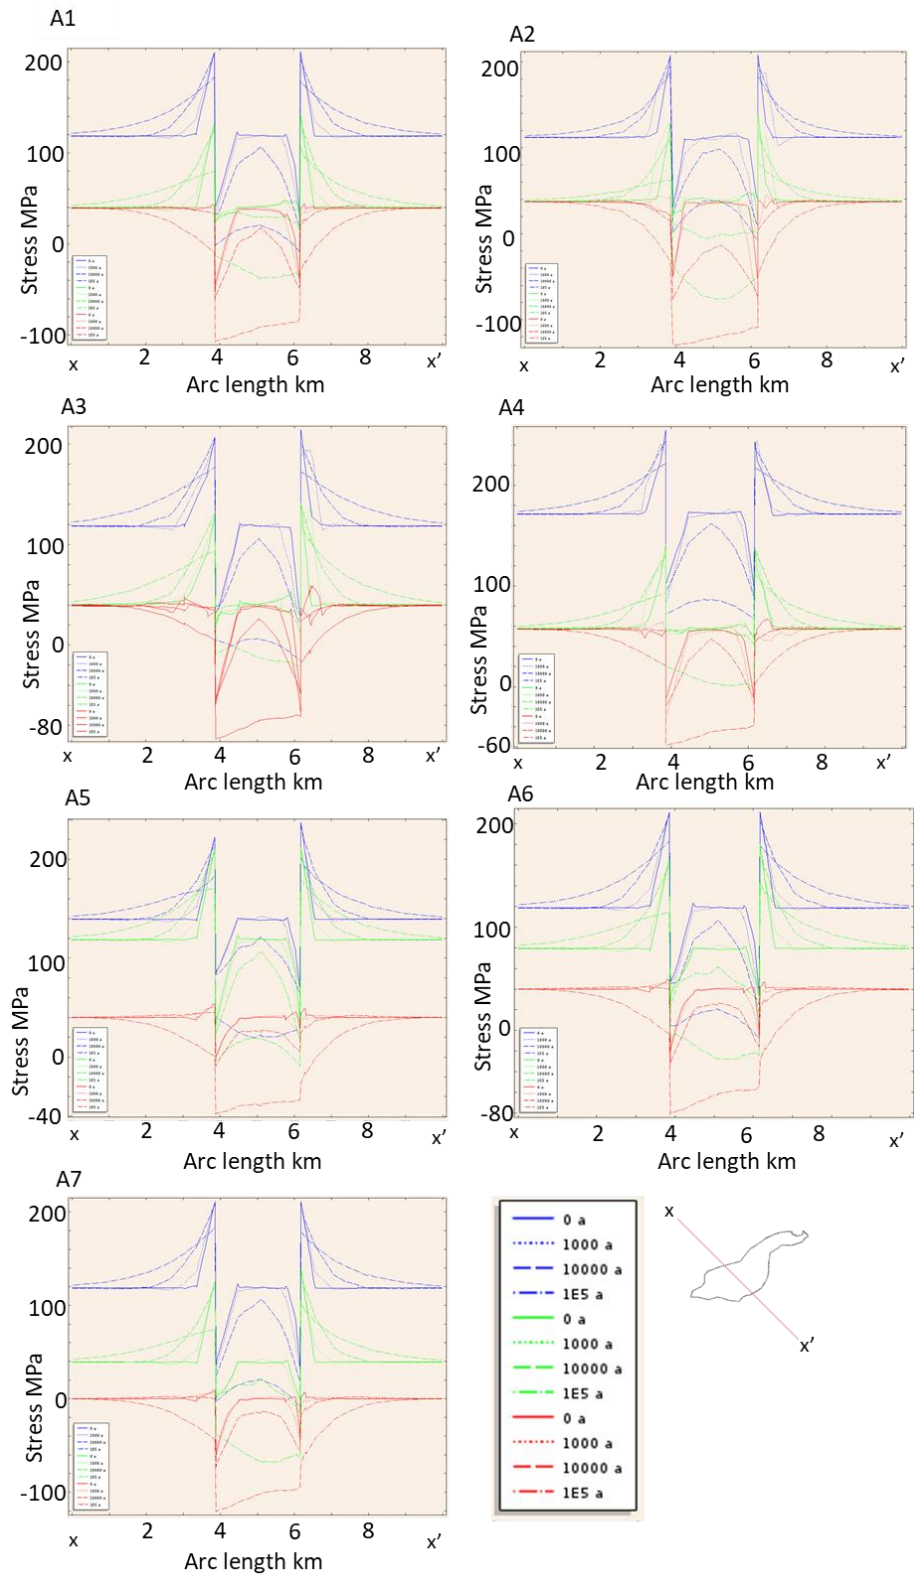 A1
200
100
0
-100
Stress MPa
x 2 4 6 8 x'
Arc length km
A2
200
100
0
-100
Stress MPa
x 2 4 6 8 x'
Arc length km
A3
200
100
0
-80
Stress MPa
x 2 4 6 8 x'
Arc length km
A4
200
100
0
-60
Stress MPa
x 2 4 6 8 x'
Arc length km
A5
200
100
0
-40
Stress MPa
x 2 4 6 8 x'
Arc length km
A6
200
100
0
-80
Stress MPa
x 2 4 6 8 x'
Arc length km
A7
200
100
0
-100
Stress MPa
x 2 4 6 8 x'
Arc length km
0 a
1000 a
10000 a
1E5 a
0 a
1000 a
10000 a
1E5 a
0 a
1000 a
10000 a
1E5 a
x
x'